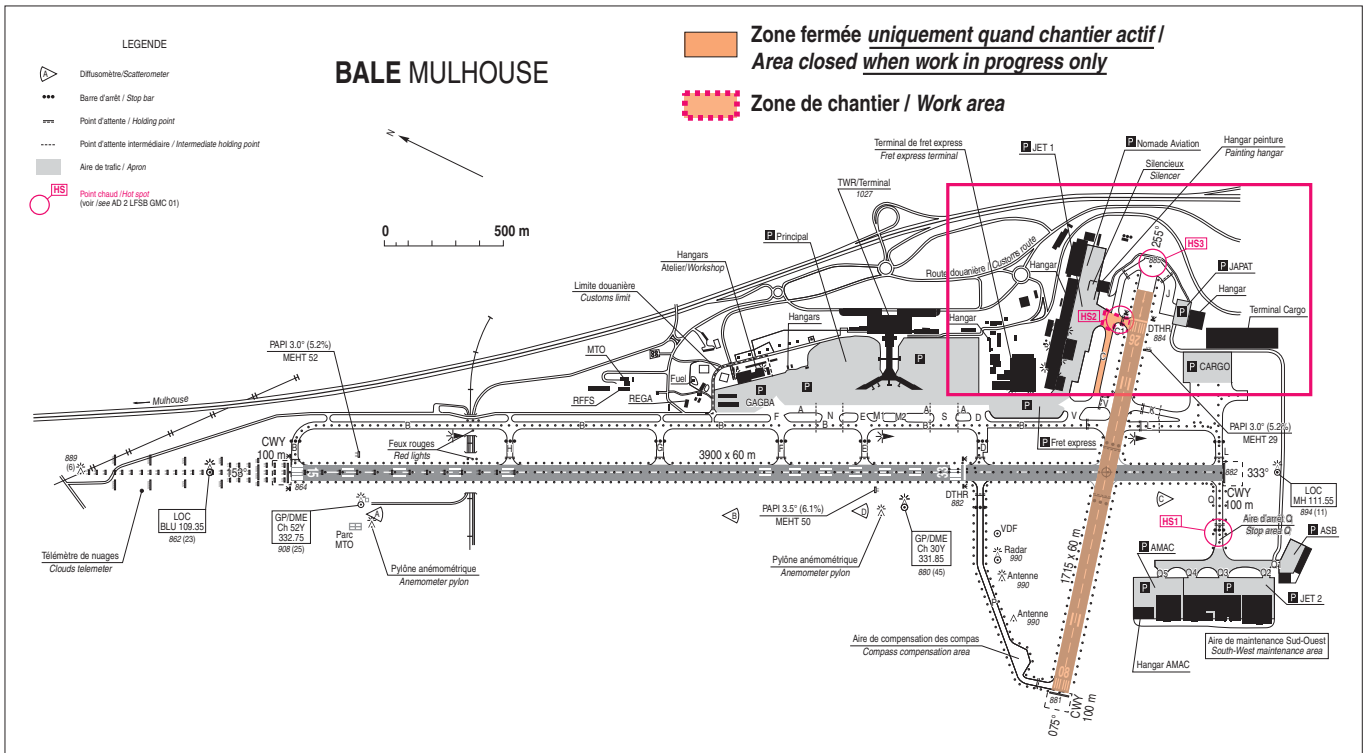 LEGENDE
A
Diffusomètre/Scatterometer
Barre d'arrêt / Stop bar
Point d'attente / Holding point
Point d'attente intermédiaire / Intermediate holding point
Aire de trafic / Apron
HS
Point chaud /Hot spot
(voir /see AD 2 LFSB GMC 01)
BALE MULHOUSE
N
0 500 m
Zone fermée uniquement quand chantier actif /
Area closed when work in progress only
Zone de chantier / Work area
Terminal de fret express
Fret express terminal
P JET 1
P Nomade Aviation
Silencieux
Silencer
Hangar peinture
Painting hangar
TWR/Terminal
1027
P Principal
Hangars
Atelier/Workshop
Limite douanière
Customs limit
Route douanière / Customs route
Hangar
Hangars
Hangar
255°
885
HS3
HS2
C1
J
P JAPAT
Hangar
P
Terminal Cargo
DTHR
884
P CARGO
PAPI 3.0° (5.2%)
MEHT 52
MTO
RFFS
REGA
Fuel
GAGBA
P
P
P
P
Mulhouse
F
A
N
B
E
M1
M2
A
B
S
A
D
V
P Fret express
PAPI 3.0° (5.2%)
MEHT 29
889
(6)
CWY
100 m
Feux rouges
Red lights
B
H
G
F
E
D
L
3900 x 60 m
153°
864
LOC
BLU 109.35
862 (23)
Télémètre de nuages
Clouds telemeter
GP/DME
Ch 52Y
332.75
908 (25)
A
Parc
MTO
Pylône anémométrique
Anemometer pylon
B
PAPI 3.5° (6.1%)
MEHT 50
D
Pylône anémométrique
Anemometer pylon
GP/DME
Ch 30Y
331.85
880 (45)
DTHR
882
VDF
Radar
990
Antenne
990
Antenne
990
Aire de compensation des compas
Compass compensation area
1715 x 60 m
881
075°
CWY
100 m
882
333°
CWY
100 m
LOC
MH 111.55
894 (11)
C
Q
HS1
Aire d'arrêt Q
Stop area Q
P ASB
P AMAC
Q5
Q4
Q3
Q2
P
P
P JET 2
Hangar AMAC
Aire de maintenance Sud-Ouest
South-West maintenance area